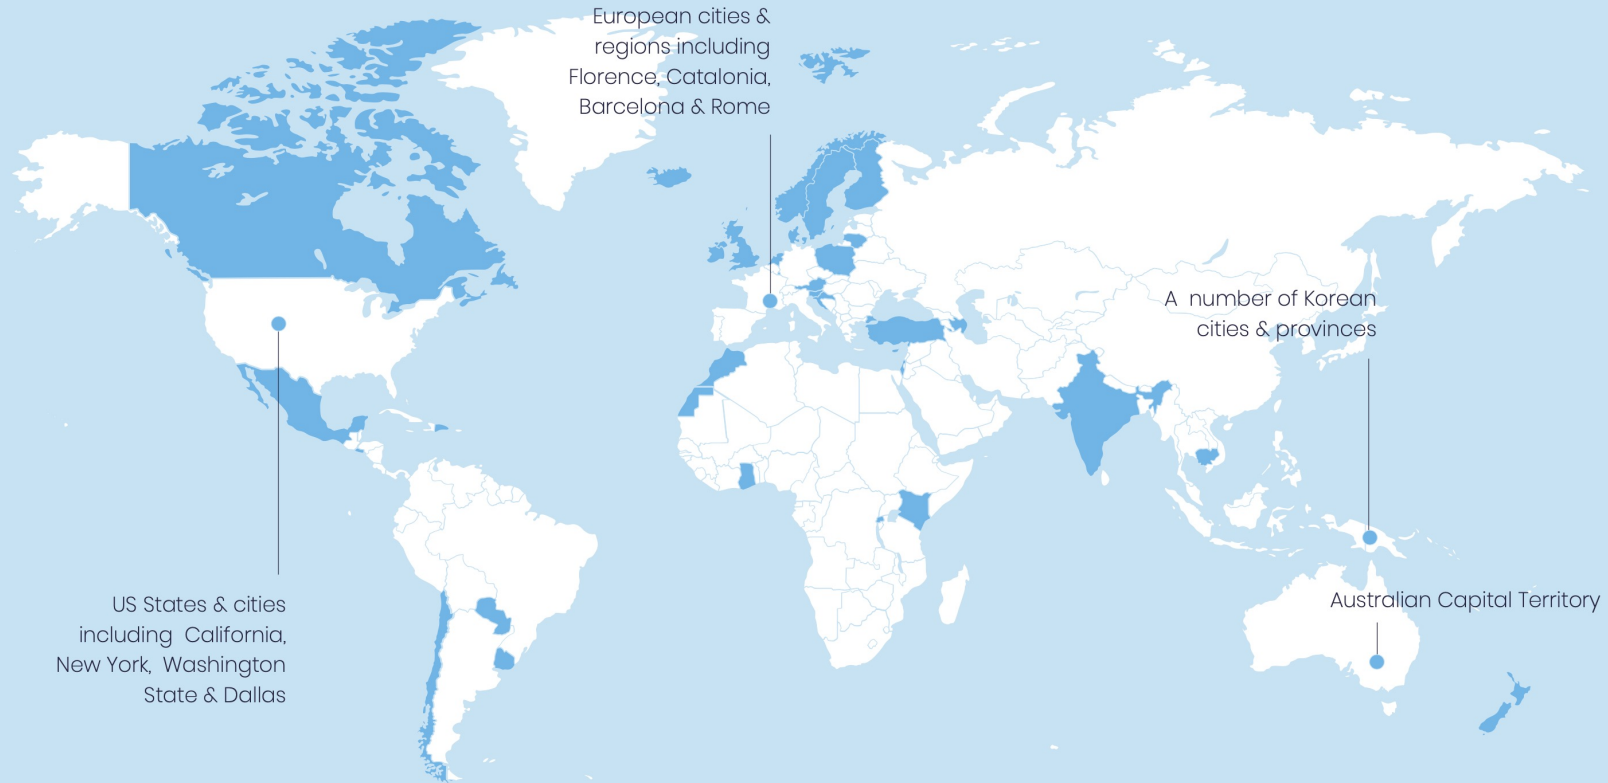 European cities &
regions including
Florence, Catalonia,
Barcelona & Rome
A number of Korean
cities & provinces
US States & cities
including California,
New York, Washington
State & Dallas
Australian Capital Territory